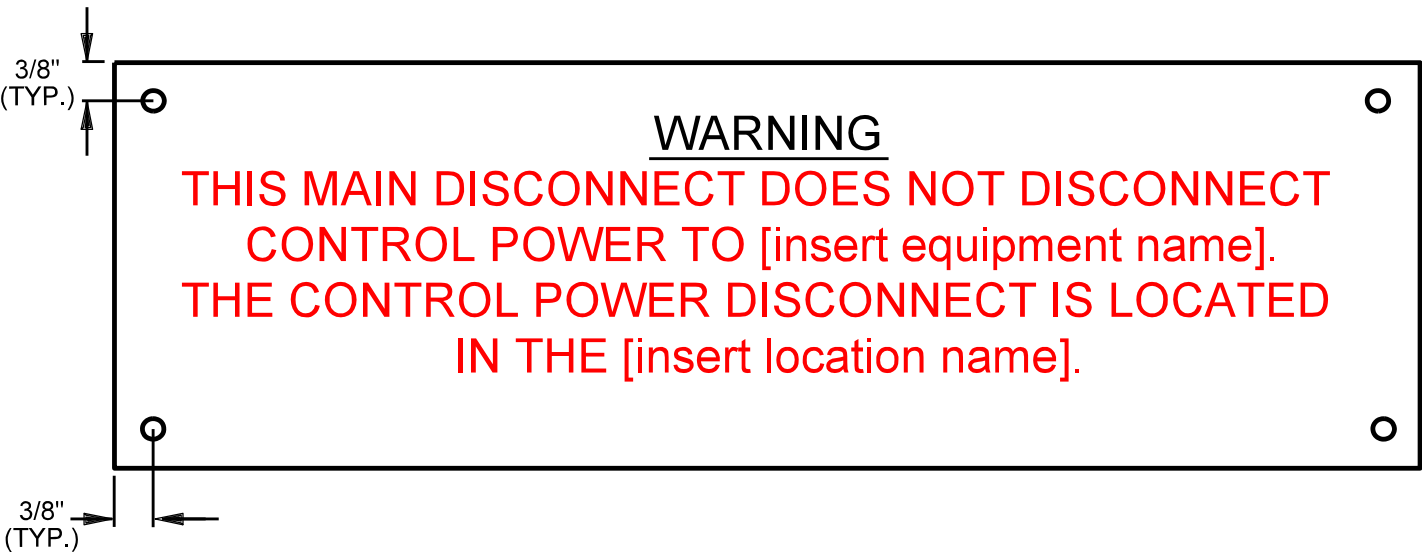 3/8"
(TYP.)
WARNING
THIS MAIN DISCONNECT DOES NOT DISCONNECT
CONTROL POWER TO [insert equipment name].
THE CONTROL POWER DISCONNECT IS LOCATED
IN THE [insert location name].
3/8"
(TYP.)